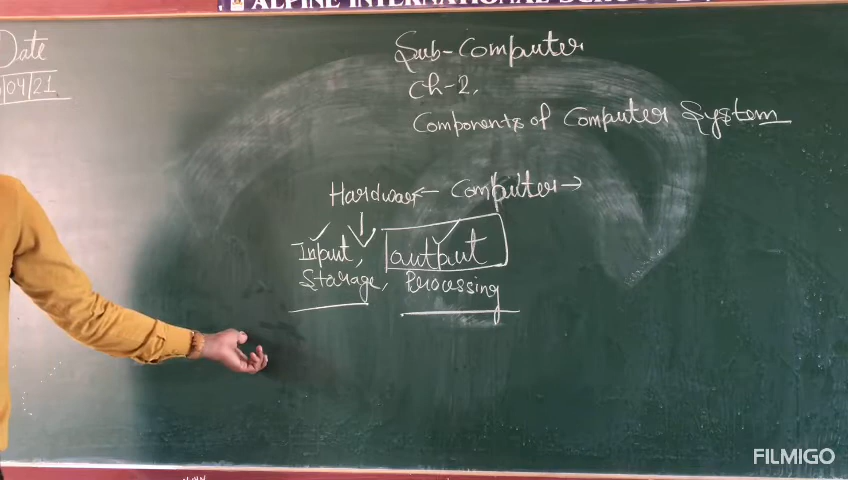 ALPINE INTERNATIONAL SCHOOL
Date
/04/21
Sub-Computer
Ch-2,
Components of Computer System
Hardware ← Computer →
Input, output
Storage, Processing
FILMIGO